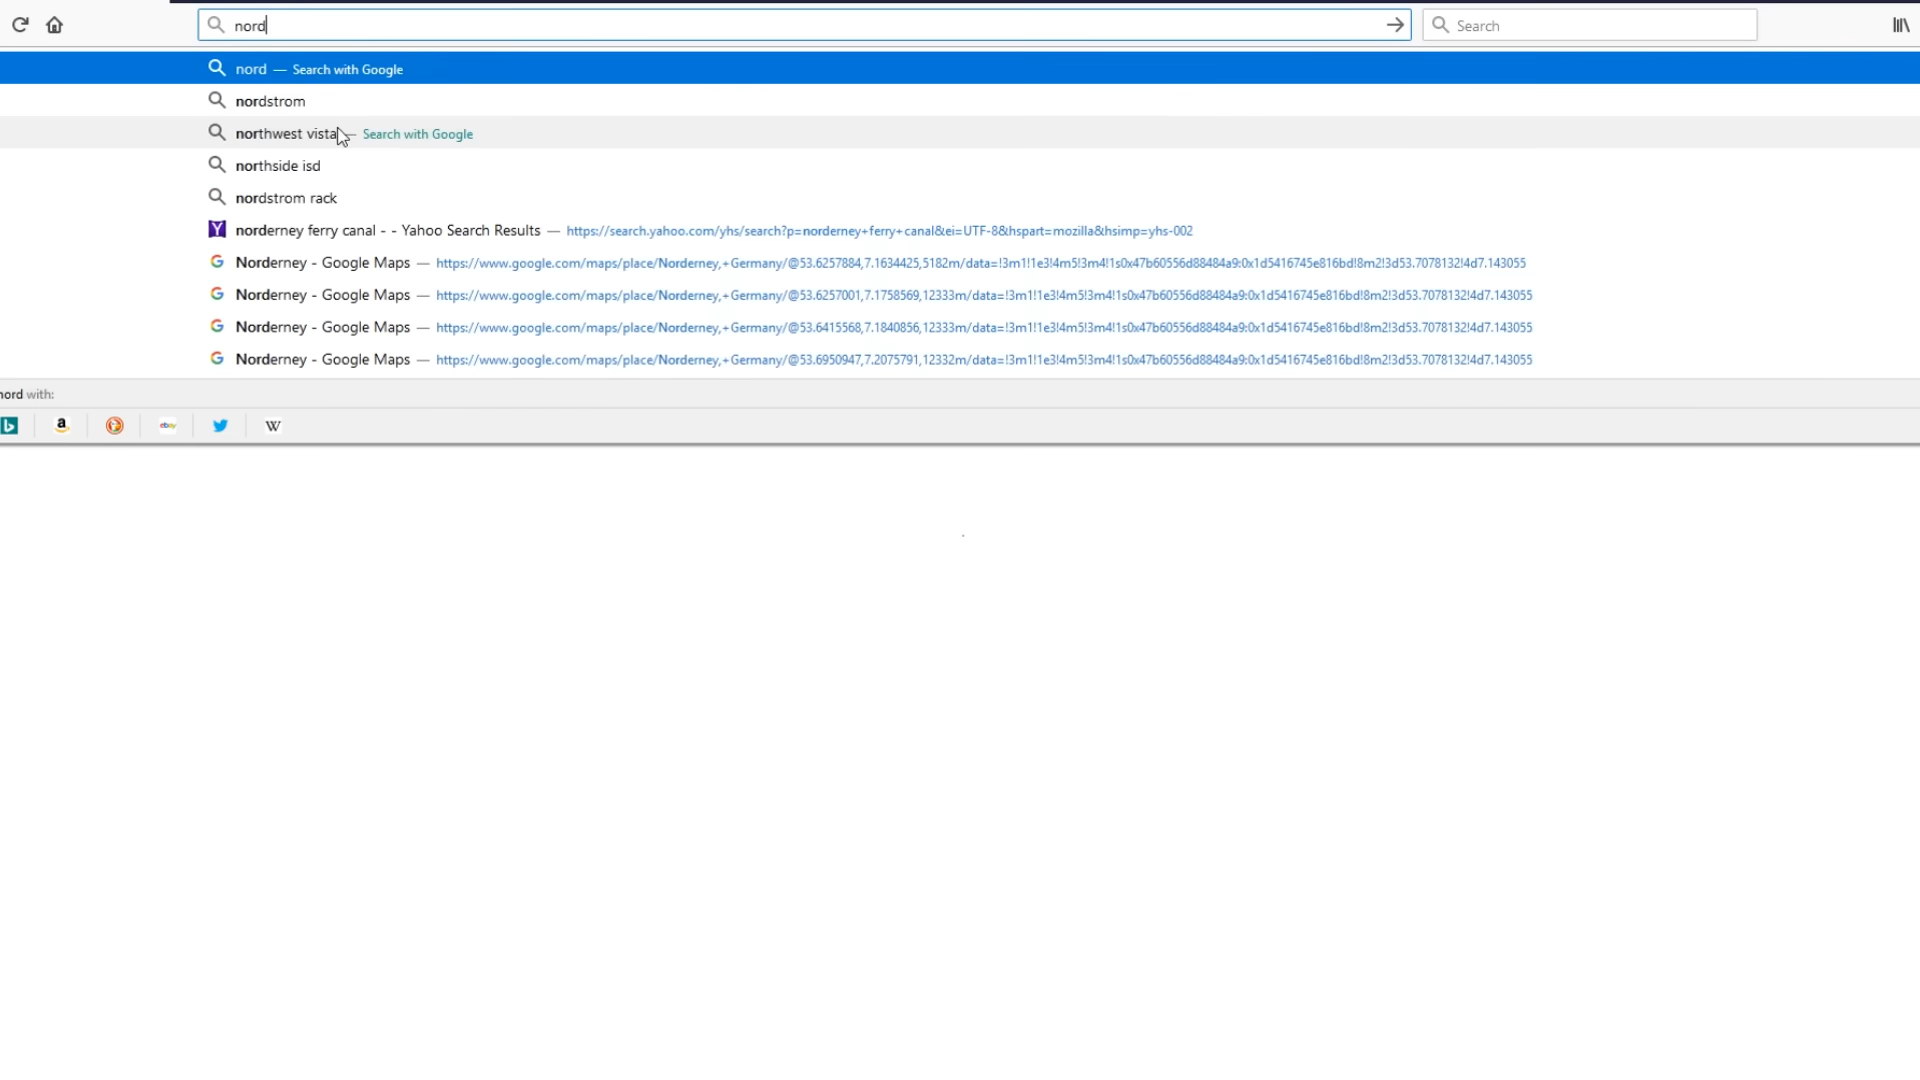 nord
Search
nord — Search with Google
nordstrom
northwest vista — Search with Google
northside isd
nordstrom rack
norderney ferry canal - - Yahoo Search Results — https://search.yahoo.com/yhs/search?p=norderney+ferry+canal&ei=UTF-8&hspart=mozilla&hsimp=yhs-002
Norderney - Google Maps — https://www.google.com/maps/place/Norderney,+Germany/@53.6257884,7.1634425,5182m/data=!3m1!1e3!4m5!3m4!1s0x47b60556d88484a9:0x1d5416745e816bd!8m2!3d53.7078132!4d7.143055
Norderney - Google Maps — https://www.google.com/maps/place/Norderney,+Germany/@53.6257001,7.1758569,12333m/data=!3m1!1e3!4m5!3m4!1s0x47b60556d88484a9:0x1d5416745e816bd!8m2!3d53.7078132!4d7.143055
Norderney - Google Maps — https://www.google.com/maps/place/Norderney,+Germany/@53.6415568,7.1840856,12333m/data=!3m1!1e3!4m5!3m4!1s0x47b60556d88484a9:0x1d5416745e816bd!8m2!3d53.7078132!4d7.143055
Norderney - Google Maps — https://www.google.com/maps/place/Norderney,+Germany/@53.6950947,7.2075791,12332m/data=!3m1!1e3!4m5!3m4!1s0x47b60556d88484a9:0x1d5416745e816bd!8m2!3d53.7078132!4d7.143055
nord with:
b a ebay W